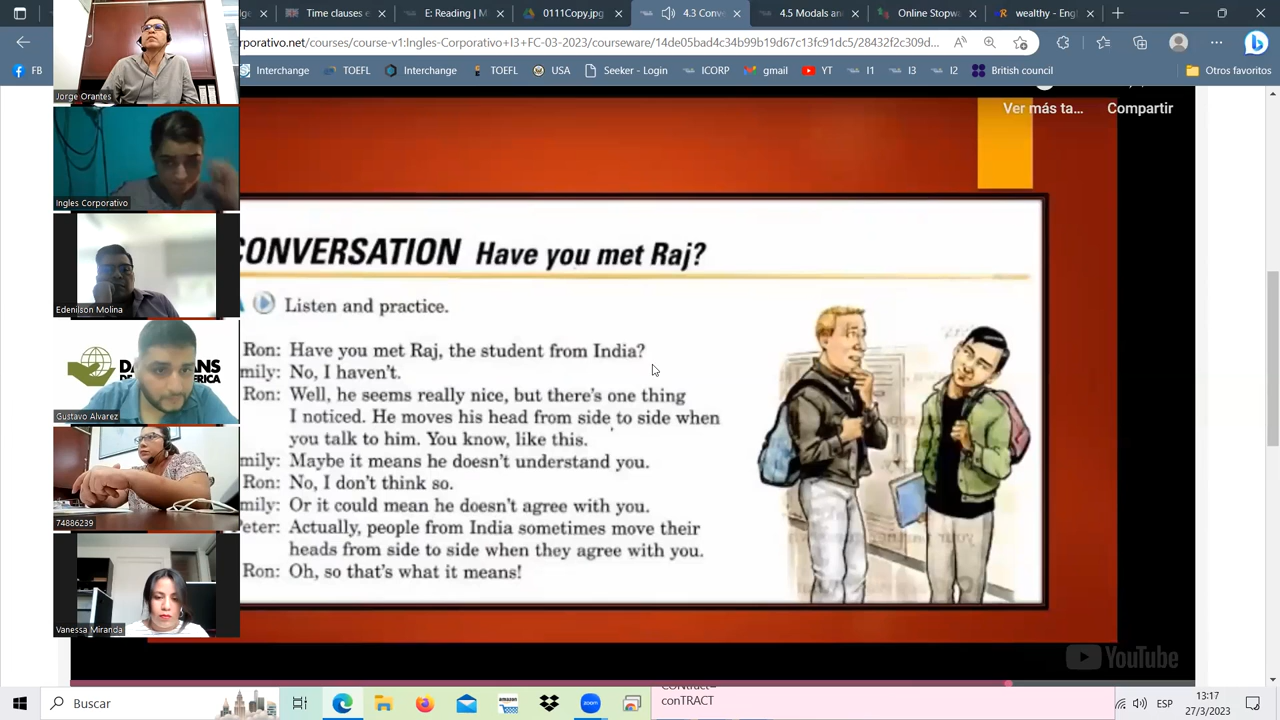 Time clauses e
E: Reading | M
0111Copy.jpg
4.3 Conv
4.5 Modals an
OnlineStopw
wealthy - Eng
rporativo.net/courses/course-v1:Ingles-Corporativo+I3+FC-03-2023/courseware/14de05bad4c34b99b19d67c13fc91dc5/28432f2c309d...
FB
Interchange
TOEFL
Interchange
TOEFL
USA
Seeker - Login
ICORP
gmail
YT
I1
I3
I2
British council
Otros favoritos
Ver más ta...
Compartir
CONVERSATION Have you met Raj?
Listen and practice.
Ron: Have you met Raj, the student from India?
mily: No, I haven't.
Ron: Well, he seems really nice, but there's one thing
I noticed. He moves his head from side to side when
you talk to him. You know, like this.
mily: Maybe it means he doesn't understand you.
Ron: No, I don't think so.
mily: Or it could mean he doesn't agree with you.
Peter: Actually, people from India sometimes move their
heads from side to side when they agree with you.
Ron: Oh, so that's what it means!
YouTube
Jorge Orantes
Ingles Corporativo
Edenilson Molina
Gustavo Alvarez
74886239
Vanessa Miranda
conTRACT
Buscar
amazon
zoom
ESP
13:17
27/3/2023